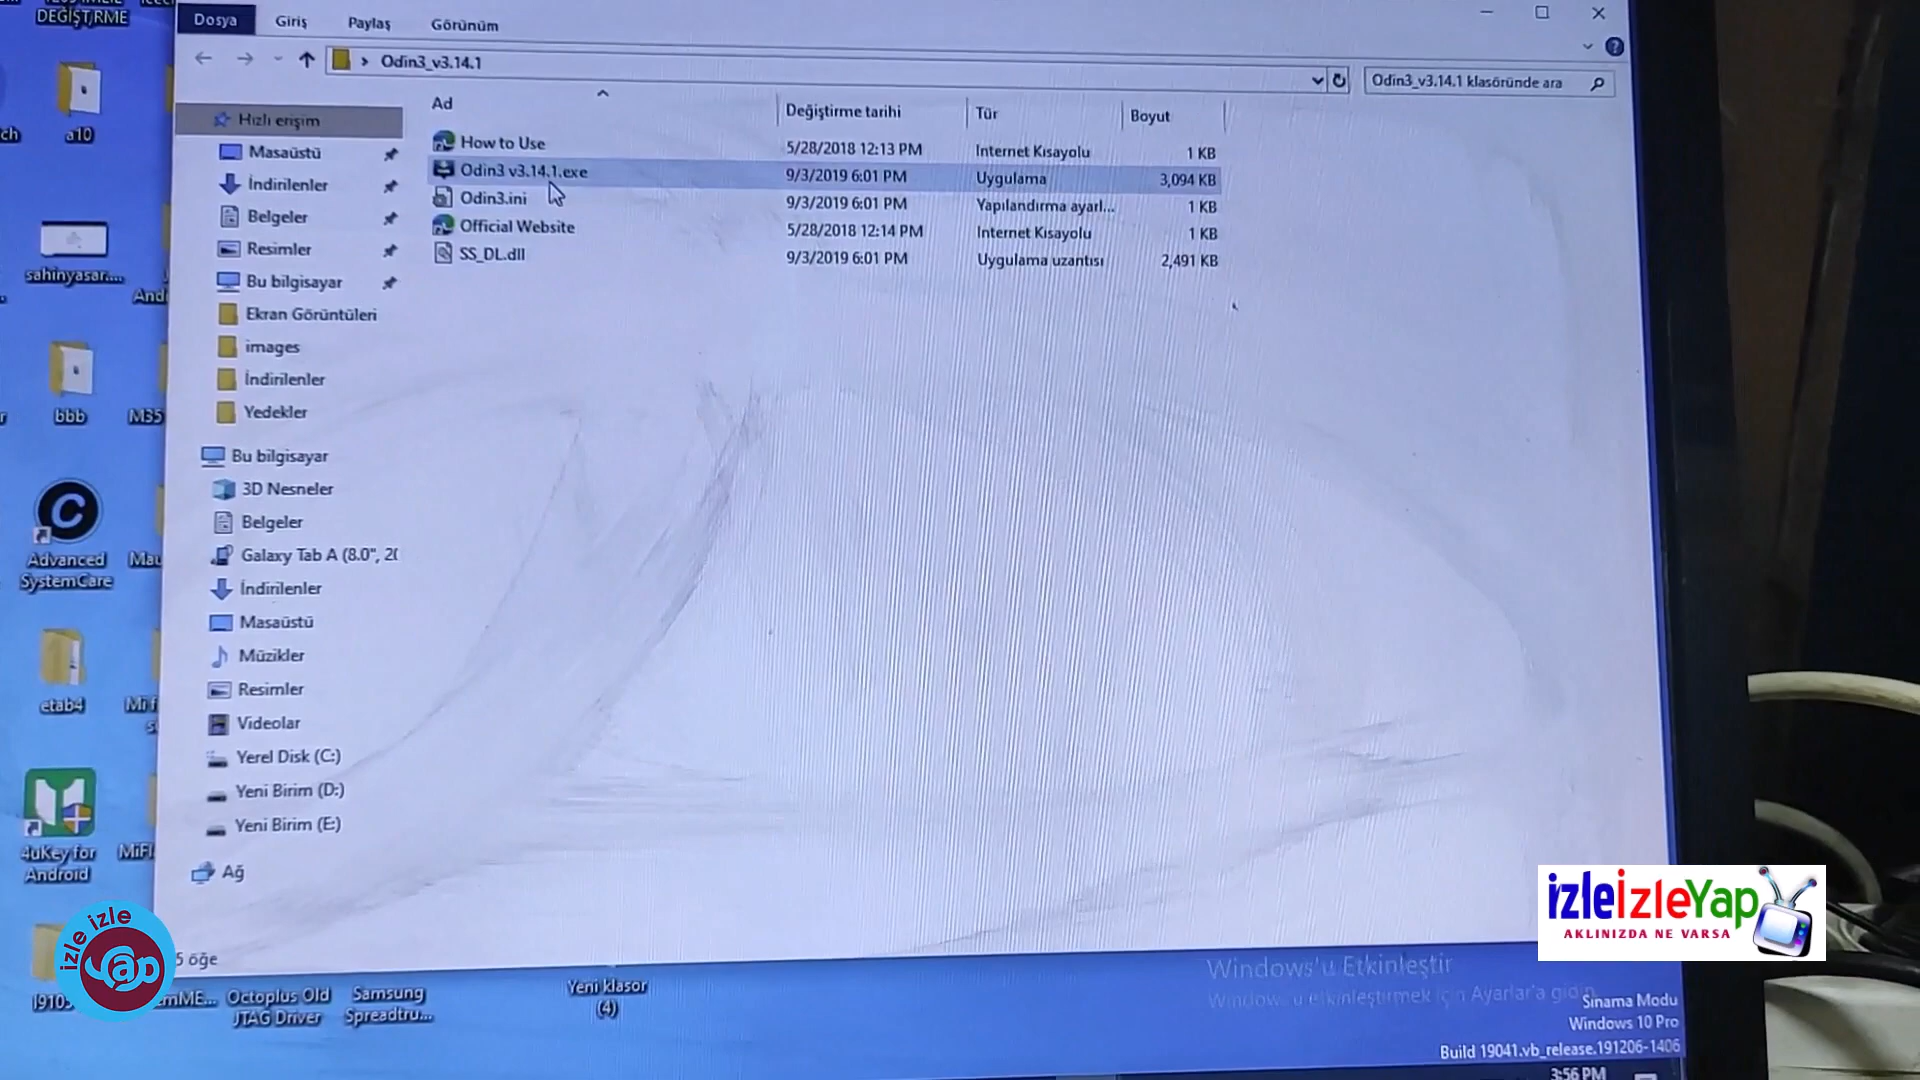 DEĞİŞTİRME
a10
sahinyasar....
bbb
M35
Advanced
SystemCare
etab4
4uKey for
Android
Dosya
Giriş
Paylaş
Görünüm
Odin3_v3.14.1
Odin3_v3.14.1 klasöründe ara
Ad
Değiştirme tarihi
Tür
Boyut
How to Use
5/28/2018 12:13 PM
Internet Kısayolu
1 KB
Odin3 v3.14.1.exe
9/3/2019 6:01 PM
Uygulama
3,094 KB
Odin3.ini
9/3/2019 6:01 PM
Yapılandırma ayarl...
1 KB
Official Website
5/28/2018 12:14 PM
Internet Kısayolu
1 KB
SS_DL.dll
9/3/2019 6:01 PM
Uygulama uzantısı
2,491 KB
Hızlı erişim
Masaüstü
İndirilenler
Belgeler
Resimler
Bu bilgisayar
Ekran Görüntüleri
images
İndirilenler
Yedekler
Bu bilgisayar
3D Nesneler
Belgeler
Galaxy Tab A (8.0", 20
İndirilenler
Masaüstü
Müzikler
Resimler
Videolar
Yerel Disk (C:)
Yeni Birim (D:)
Yeni Birim (E:)
Ağ
5 öğe
izle izle
yap
Octoplus Old
JTAG Driver
Samsung
Spreadtru...
Yeni klasor
(4)
izleizleYap
AKLINIZDA NE VARSA
Windows'u Etkinleştir
Windows'u etkinleştirmek için Ayarlar'a gidin
Sınama Modu
Windows 10 Pro
Build 19041.vb_release.191206-1406
3:56 PM